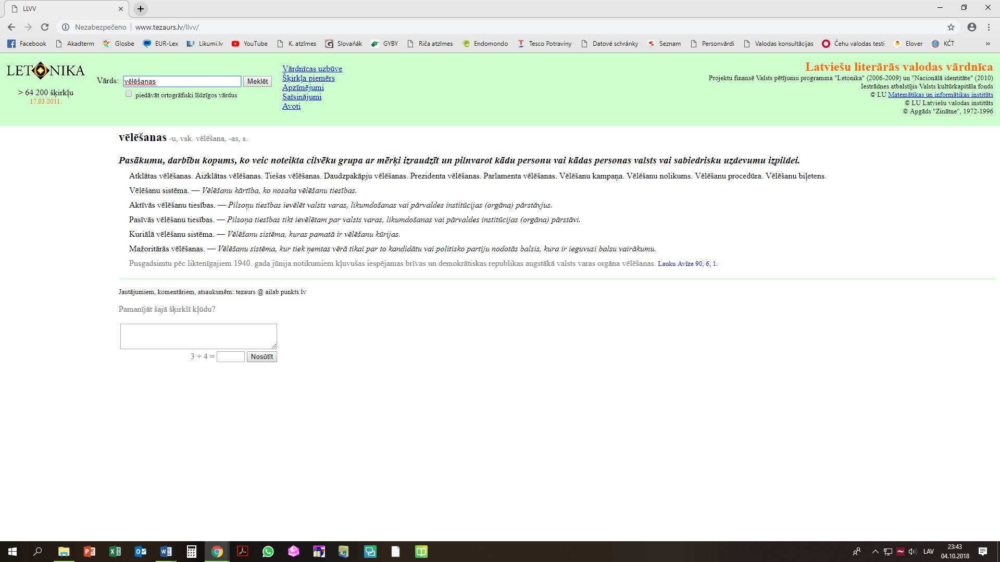 LLVV
Nezabezpečeno | www.tezaurs.lv/llvv/
Facebook Akadterm Glosbe EUR-Lex Likumi.lv YouTube K. atzīmes Slovaňák GYBY Riča atzīmes Endomondo Tesco Potraviny Datové schránky Seznam Personvārdi Valodas konsultācijas Čehu valodas testi Elover KČT »
LETONIKA
> 64 200 šķirkļu
17.03.2011.
Vārds: vēlēšanas Meklēt
piedāvāt ortogrāfiski līdzīgos vārdus
Vārdnīcas uzbūve
Šķirkļa piemērs
Apzīmējumi
Saīsinājumi
Avoti
Latviešu literārās valodas vārdnīca
Projektu finansē Valsts pētījumu programma "Letonika" (2006-2009) un "Nacionālā identitāte" (2010)
Iestrādnes atbalstījis Valsts kultūrkapitāla fonds
© LU Matemātikas un informātikas institūts
© LU Latviešu valodas institūts
© Apgāds "Zinātne", 1972-1996
vēlēšanas -u, vsk. vēlēšana, -as, s.
Pasākumu, darbību kopums, ko veic noteikta cilvēku grupa ar mērķi izraudzīt un pilnvarot kādu personu vai kādas personas valsts vai sabiedrisku uzdevumu izpildei.
Atklātas vēlēšanas. Aizklātas vēlēšanas. Tiešas vēlēšanas. Daudzpakāpju vēlēšanas. Prezidenta vēlēšanas. Parlamenta vēlēšanas. Vēlēšanu kampaņa. Vēlēšanu nolikums. Vēlēšanu procedūra. Vēlēšanu biļetens.
Vēlēšanu sistēma. — Vēlēšanu kārtība, ko nosaka vēlēšanu tiesības.
Aktīvās vēlēšanu tiesības. — Pilsoņu tiesības ievēlēt valsts varas, likumdošanas vai pārvaldes institūcijas (orgāna) pārstāvjus.
Pasīvās vēlēšanu tiesības. — Pilsoņa tiesības tikt ievēlētam par valsts varas, likumdošanas vai pārvaldes institūcijas (orgāna) pārstāvi.
Kuriālā vēlēšanu sistēma. — Vēlēšanu sistēma, kuras pamatā ir vēlēšanu kūrijas.
Mažoritārās vēlēšanas. — Vēlēšanu sistēma, kur tiek ņemtas vērā tikai par to kandidātu vai politisko partiju nodotās balsis, kura ir ieguvusi balsu vairākumu.
Pusgadsimtu pēc liktenīgajiem 1940. gada jūnija notikumiem kļuvušas iespējamas brīvas un demokrātiskas republikas augstākā valsts varas orgāna vēlēšanas. Lauku Avīze 90, 6, 1.
Jautājumiem, komentāriem, atsauksmēm: tezaurs @ ailab punkts lv
Pamanījāt šajā šķirklī kļūdu?
3 + 4 = Nosūtīt
LAV
23:43
04.10.2018